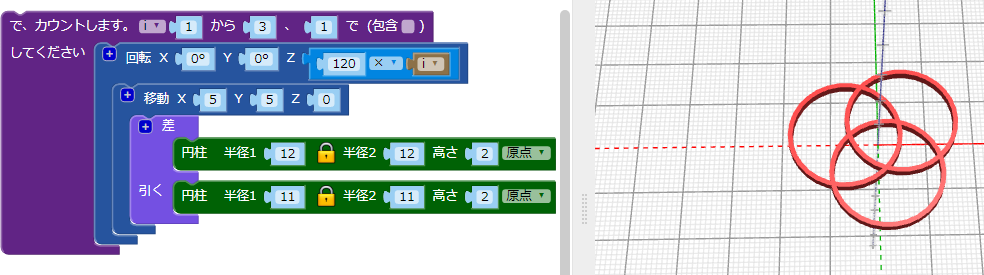 で、カウントします。 i 1 から 3 、 1 で (包含 )
してください 回転 X 0° Y 0° Z 120 × i
移動 X 5 Y 5 Z 0
差
円柱 半径1 12 半径2 12 高さ 2 原点
引く 円柱 半径1 11 半径2 11 高さ 2 原点